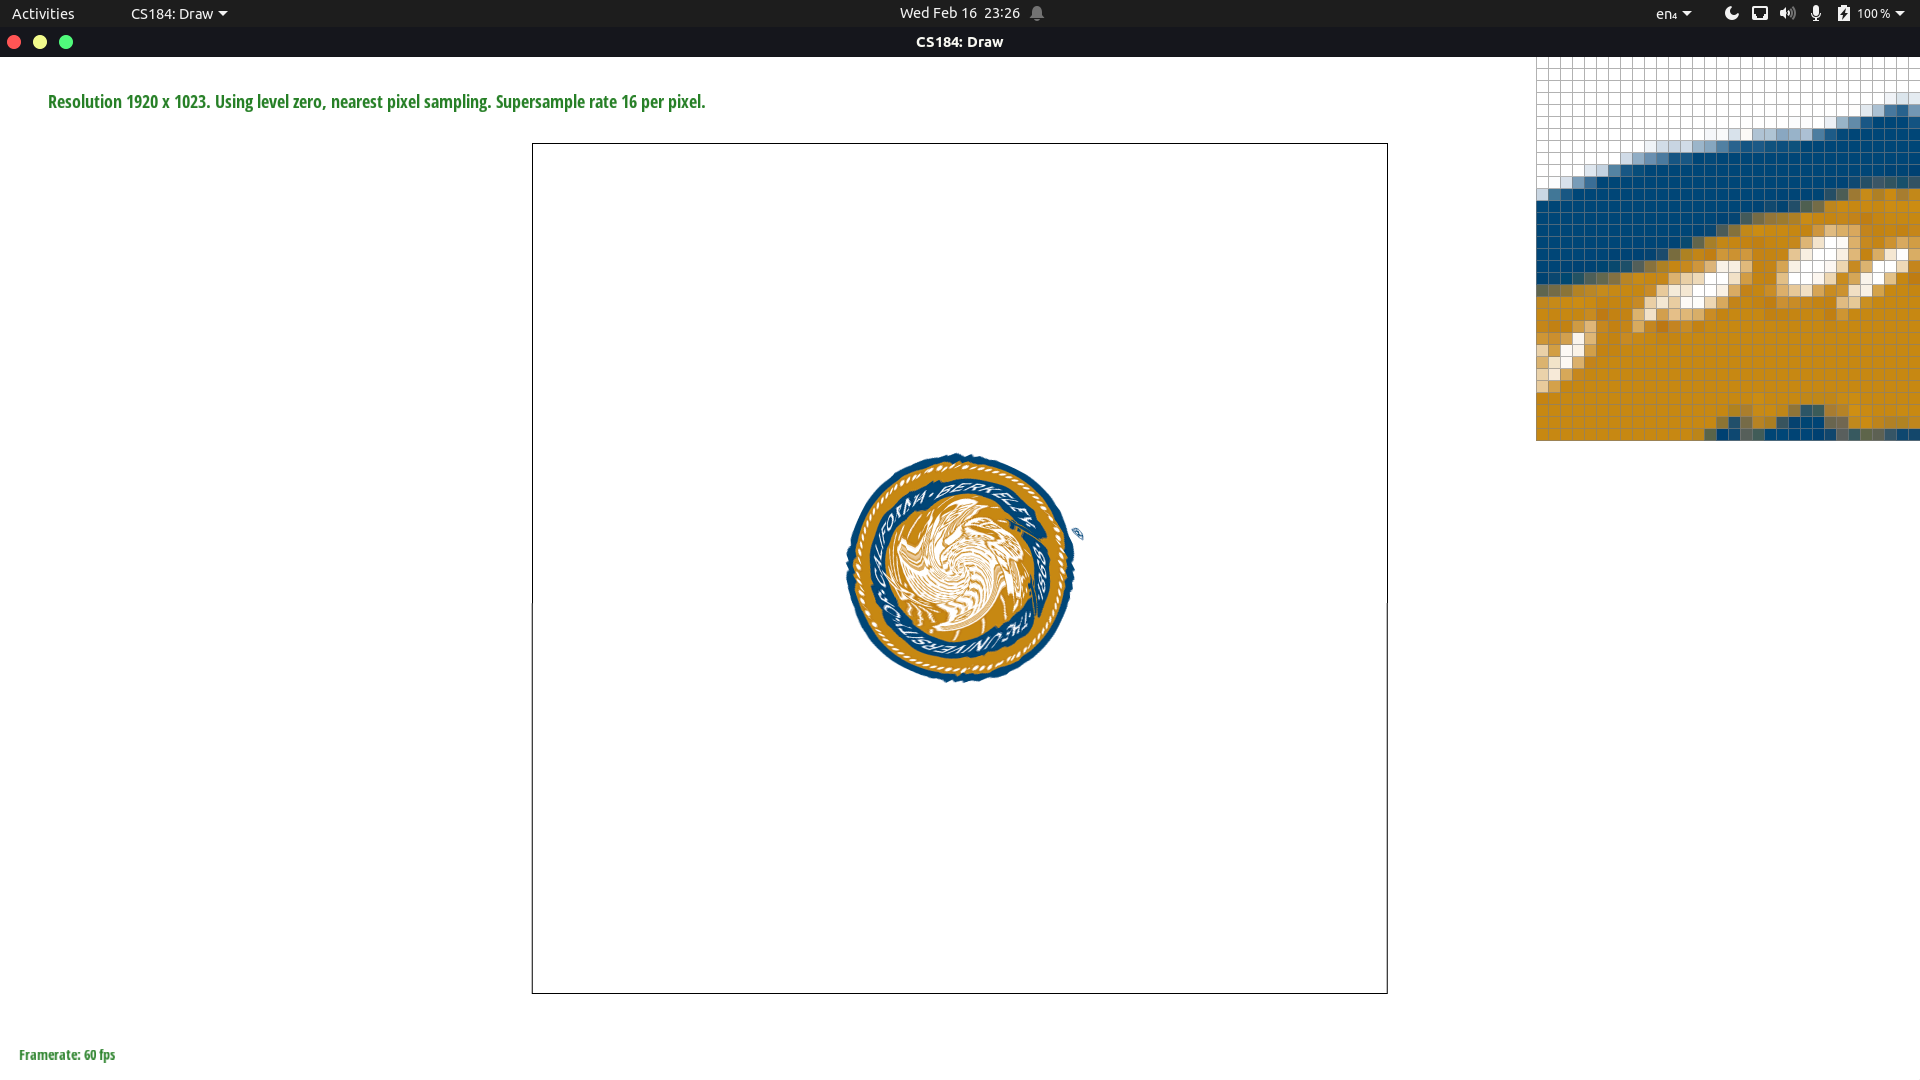 Activities CS184: Draw Wed Feb 16 23:26 en₄ 100 %
CS184: Draw
Resolution 1920 x 1023. Using level zero, nearest pixel sampling. Supersample rate 16 per pixel.
CALIFORNIA · BERKELEY
·1868·
THE UNIVERSITY OF
Framerate: 60 fps